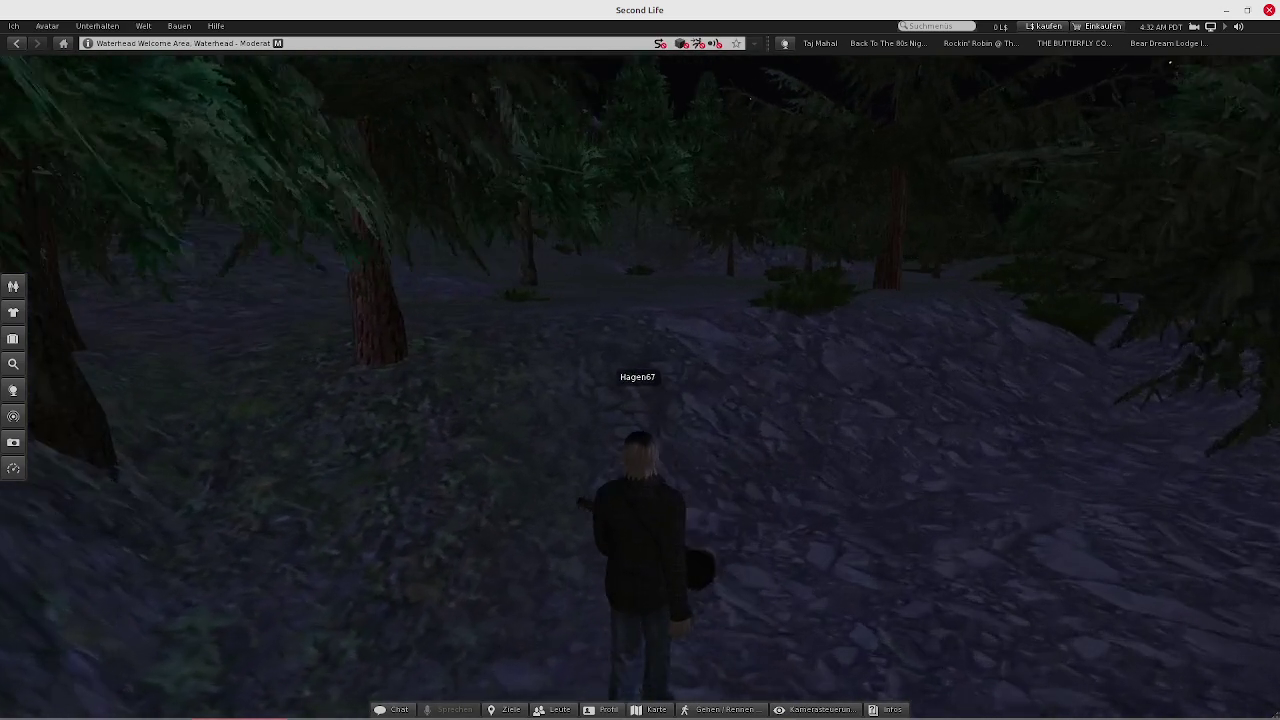 Second Life
Ich Avatar Unterhalten Welt Bauen Hilfe Suchmenüs 0 L$ L$ kaufen Einkaufen 4:32 AM PDT
Waterhead Welcome Area, Waterhead - Moderat M Taj Mahal Back To The 80s Nig... Rockin' Robin @ Th... THE BUTTERFLY CO... Bear Dream Lodge I...
Hagen67
Chat Sprechen Ziele Leute Profil Karte Gehen / Rennen ... Kamerasteuerun... Infos